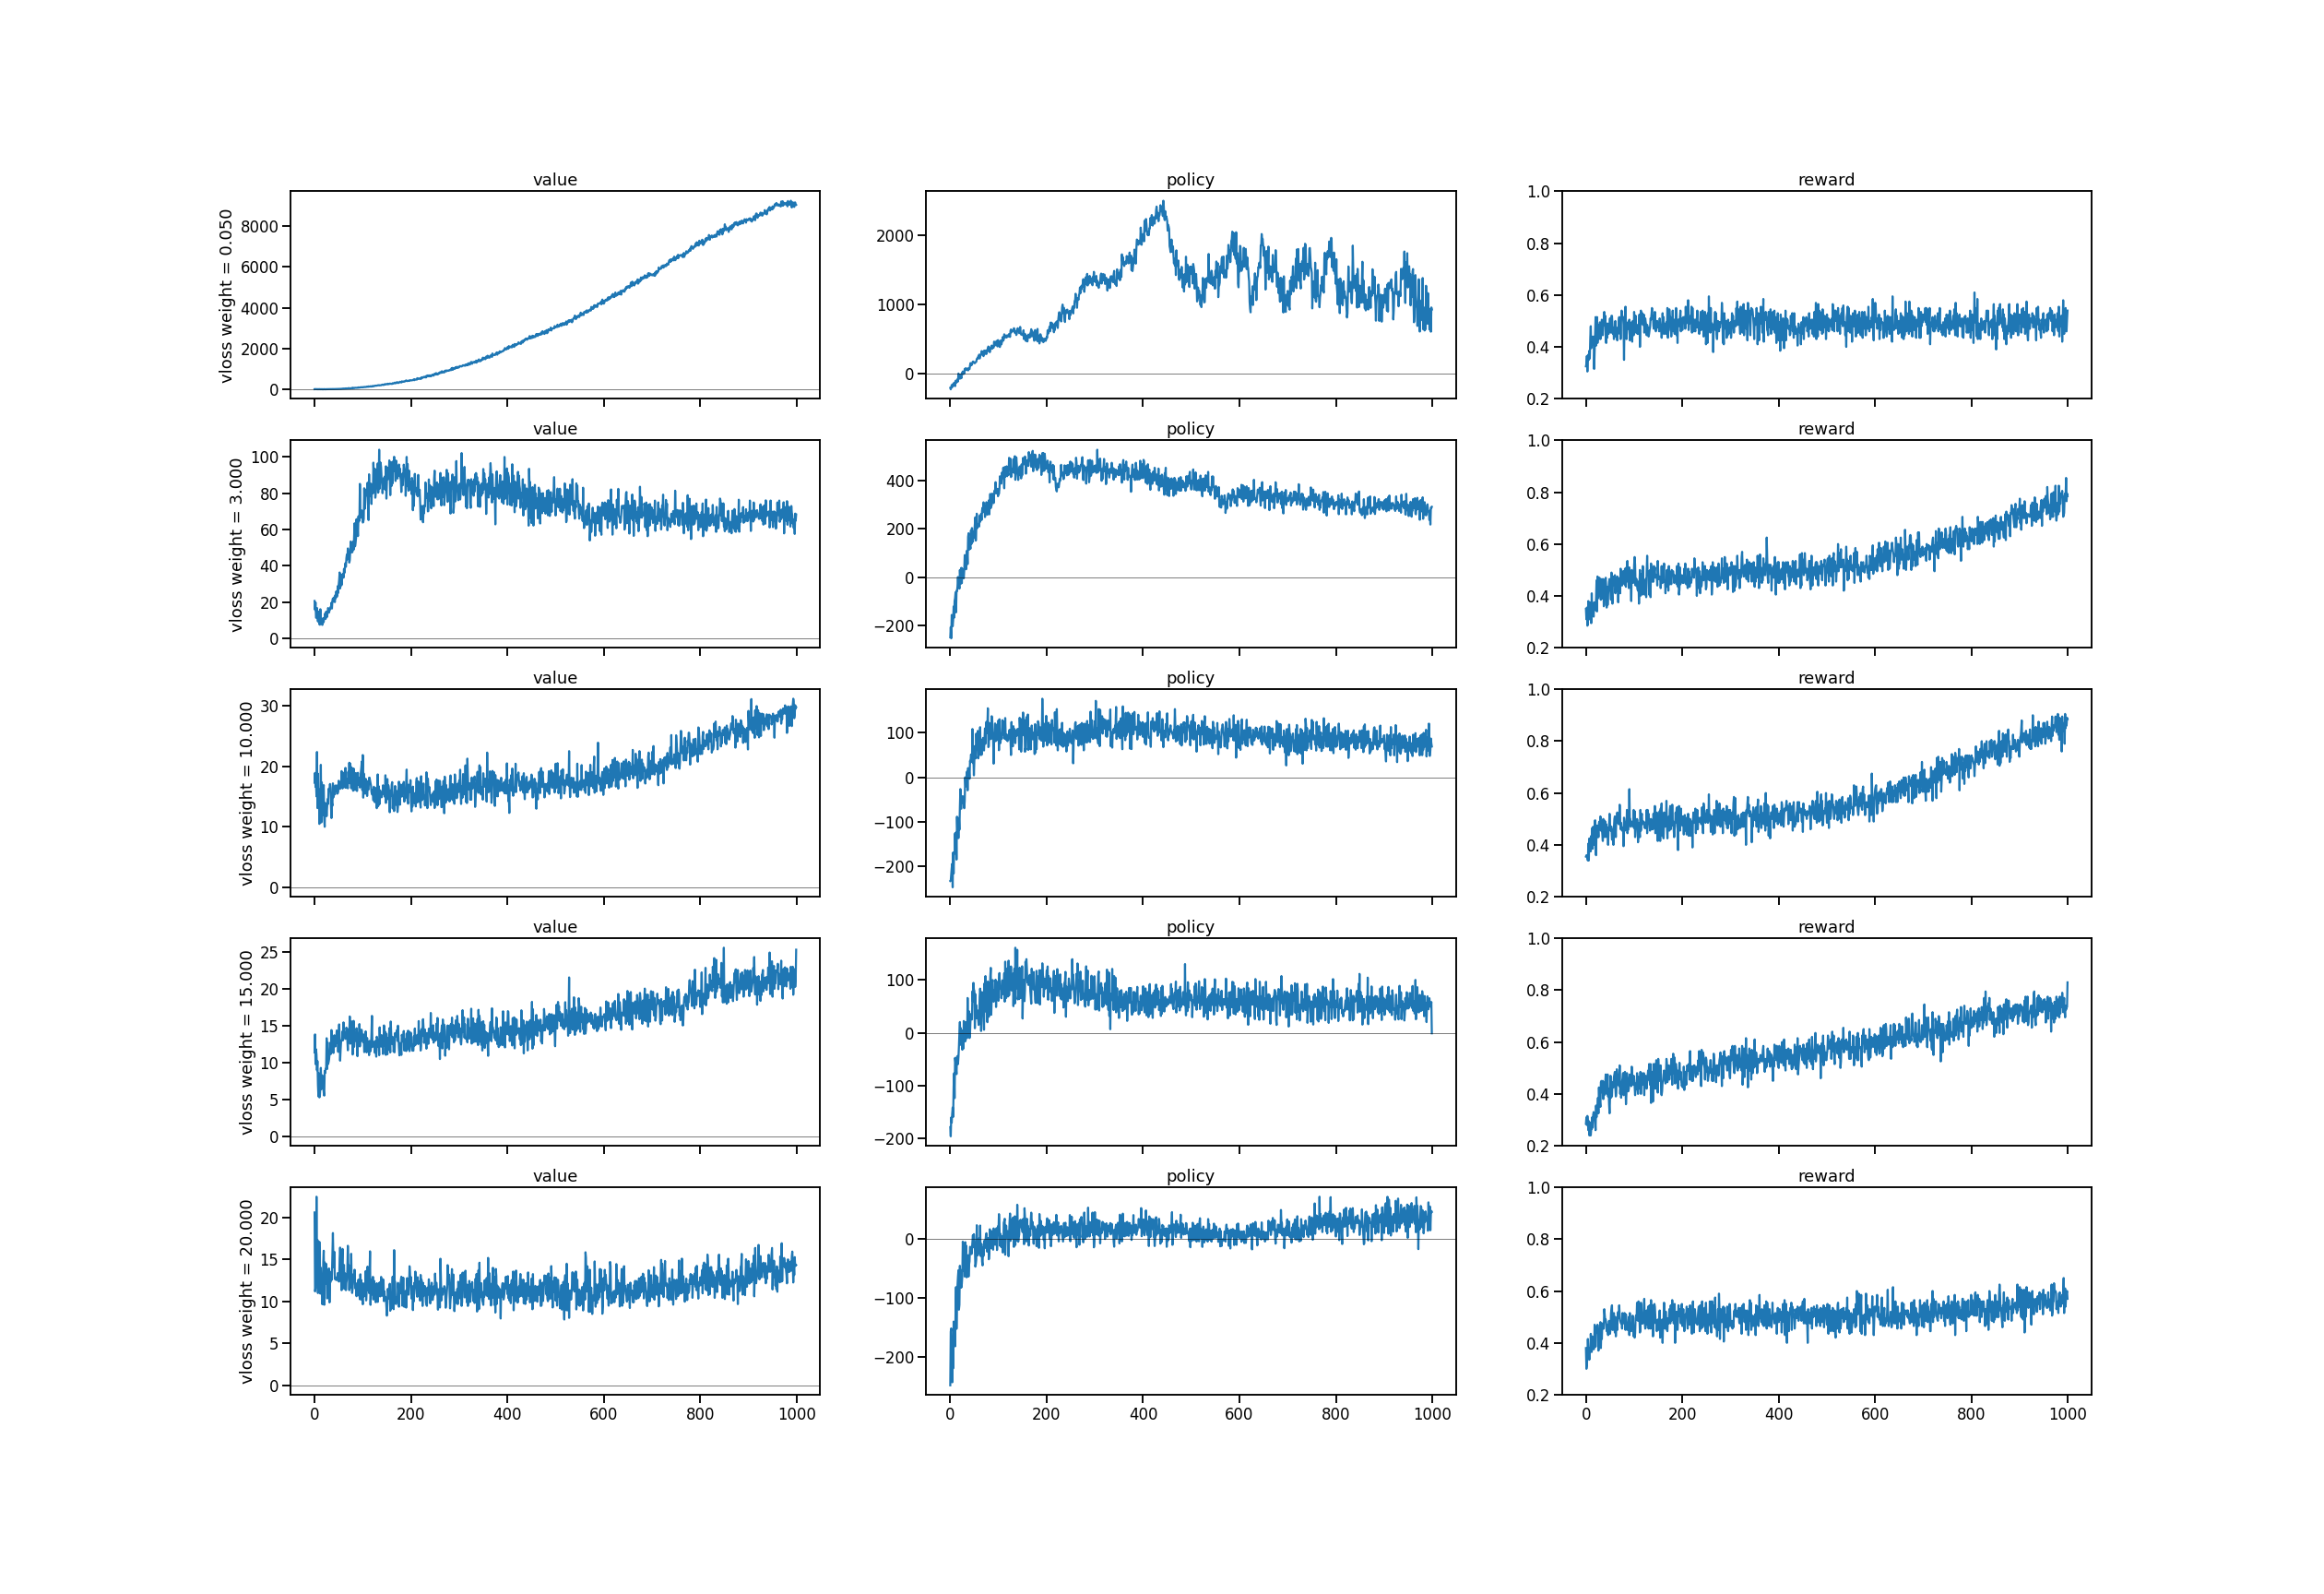 value policy reward
vloss weight = 0.050
8000 2000 1.0
6000 0.8
4000 1000 0.6
2000 0.4
0 0 0.2
value policy reward
vloss weight = 3.000
100 400 1.0
80 200 0.8
60 0 0.6
40 −200 0.4
20 0.2
0
value policy reward
vloss weight = 10.000
30 100 1.0
20 0 0.8
10 −100 0.6
0 −200 0.4
0.2
value policy reward
vloss weight = 15.000
25 100 1.0
20 0 0.8
15 −100 0.6
10 −200 0.4
5 0.2
0
value policy reward
vloss weight = 20.000
20 0 1.0
15 −100 0.8
10 −200 0.6
5 0.4
0 0.2
0 200 400 600 800 1000 0 200 400 600 800 1000 0 200 400 600 800 1000